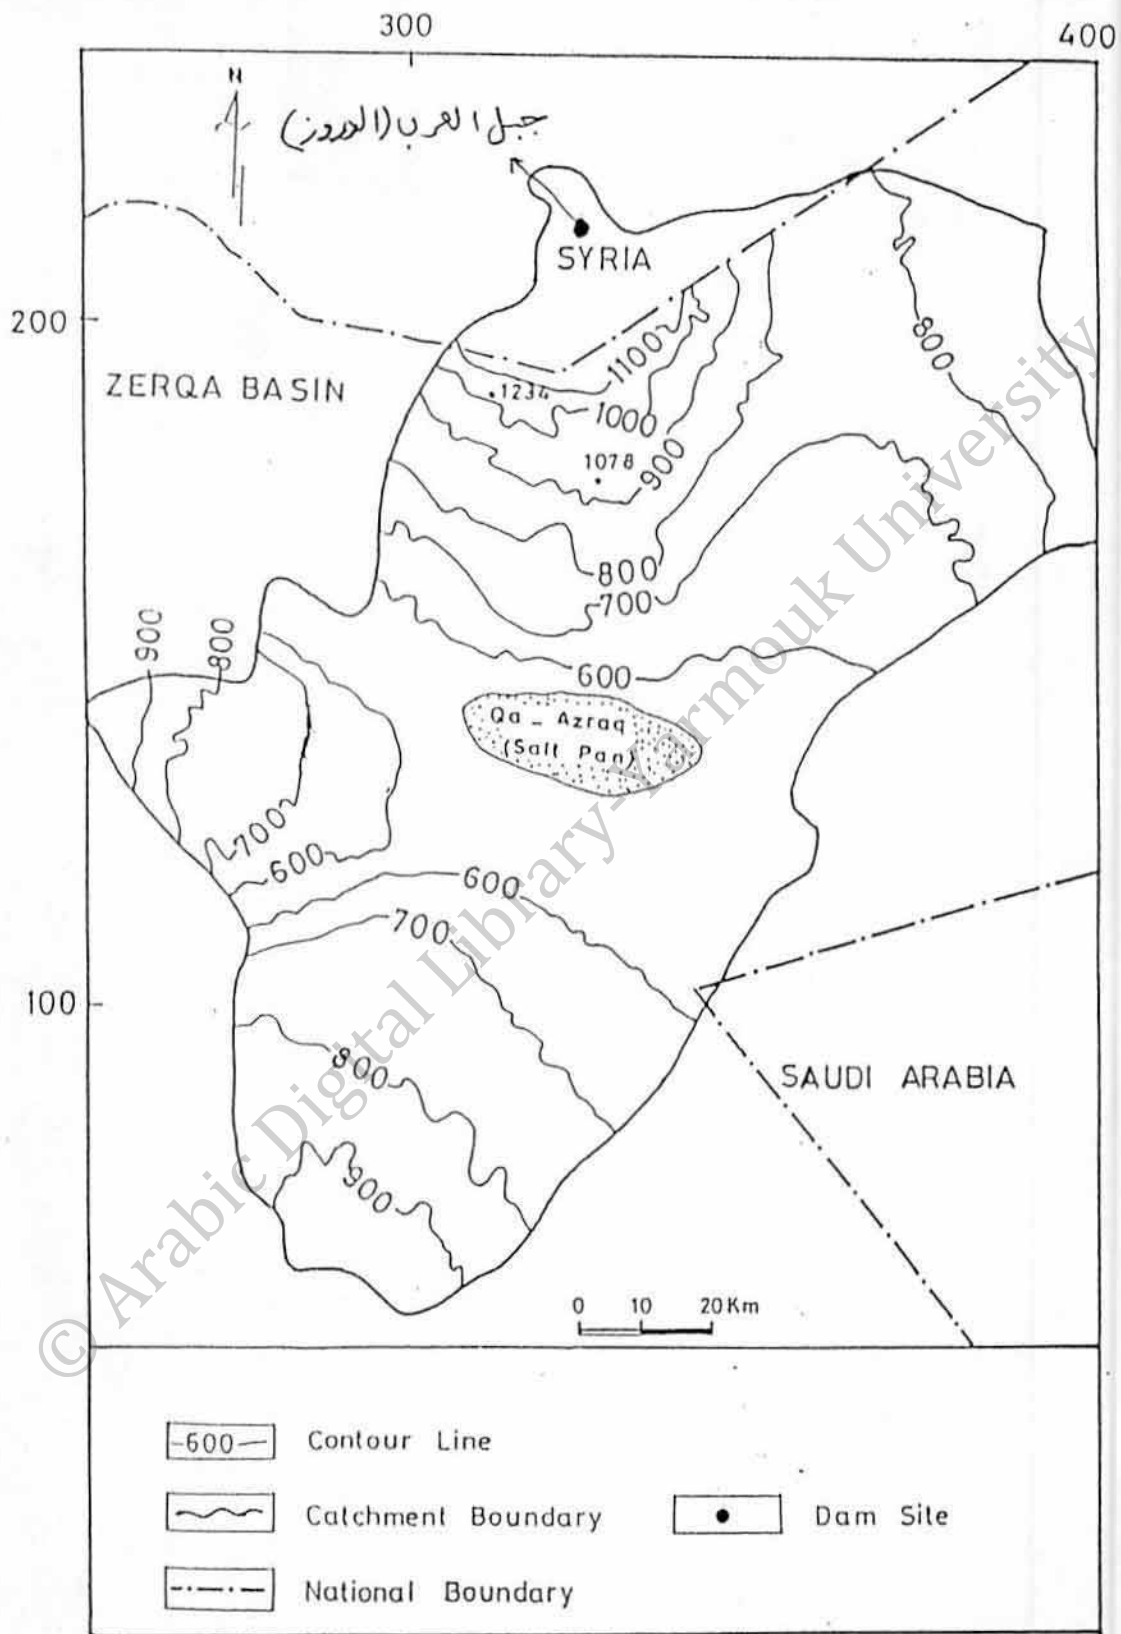 300
400
N
جبل العرب (الدروز)
SYRIA
200
ZERQA BASIN
1100
800
1234
1000
1078
900
800
700
900
800
600
Qa - Azraq
(Salt Pan)
700
600
600
700
100
800
SAUDI ARABIA
900
0 10 20 Km
-600- Contour Line
Catchment Boundary
Dam Site
National Boundary
© Arabic Digital Library-Yarmouk University